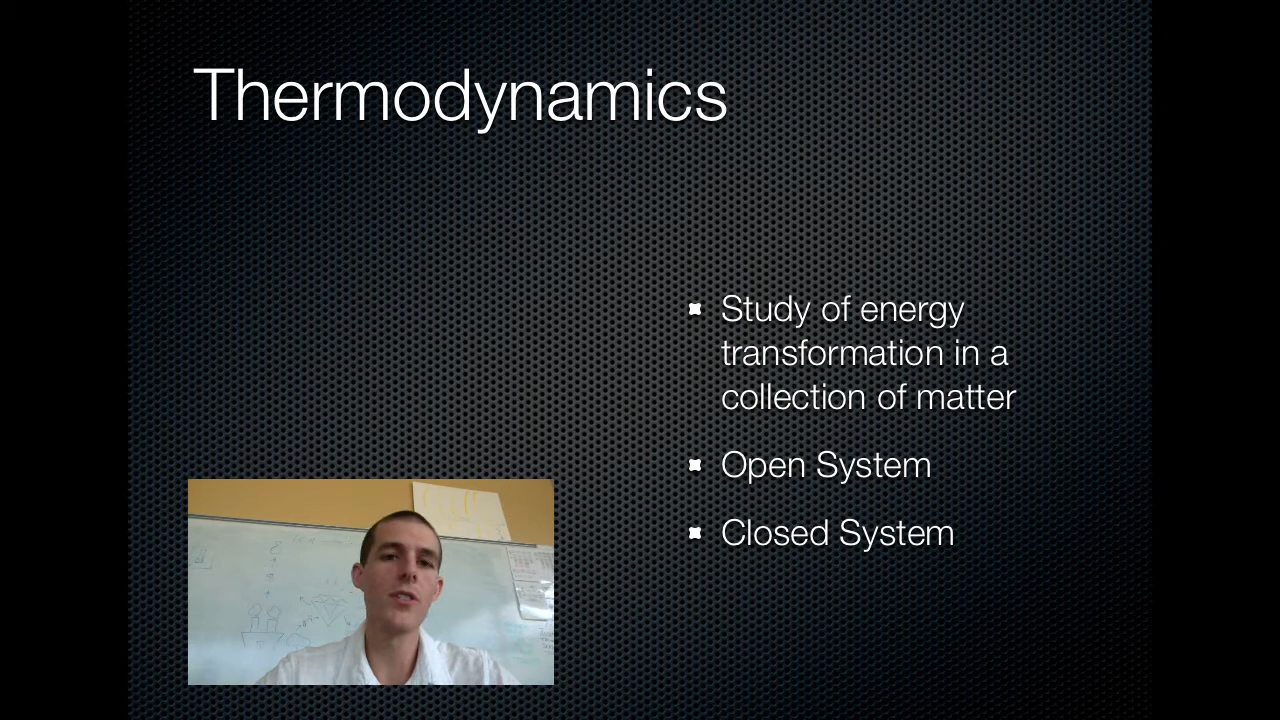 Thermodynamics
Study of energy
transformation in a
collection of matter
Open System
Closed System